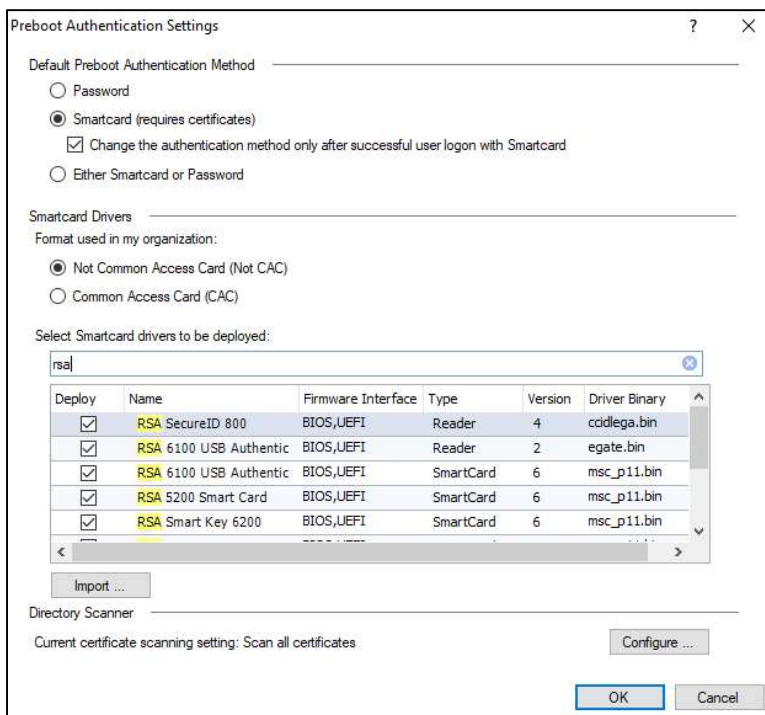 Preboot Authentication Settings ?
Default Preboot Authentication Method
Password
Smartcard (requires certificates)
Change the authentication method only after successful user logon with Smartcard
Either Smartcard or Password
Smartcard Drivers
Format used in my organization:
Not Common Access Card (Not CAC)
Common Access Card (CAC)
Select Smartcard drivers to be deployed:
rsa
Deploy Name Firmware Interface Type Version Driver Binary
RSA SecureID 800 BIOS,UEFI Reader 4 ccidlega.bin
RSA 6100 USB Authentic BIOS,UEFI Reader 2 egate.bin
RSA 6100 USB Authentic BIOS,UEFI SmartCard 6 msc_p11.bin
RSA 5200 Smart Card BIOS,UEFI SmartCard 6 msc_p11.bin
RSA Smart Key 6200 BIOS,UEFI SmartCard 6 msc_p11.bin
Import ...
Directory Scanner
Current certificate scanning setting: Scan all certificates Configure ...
OK Cancel